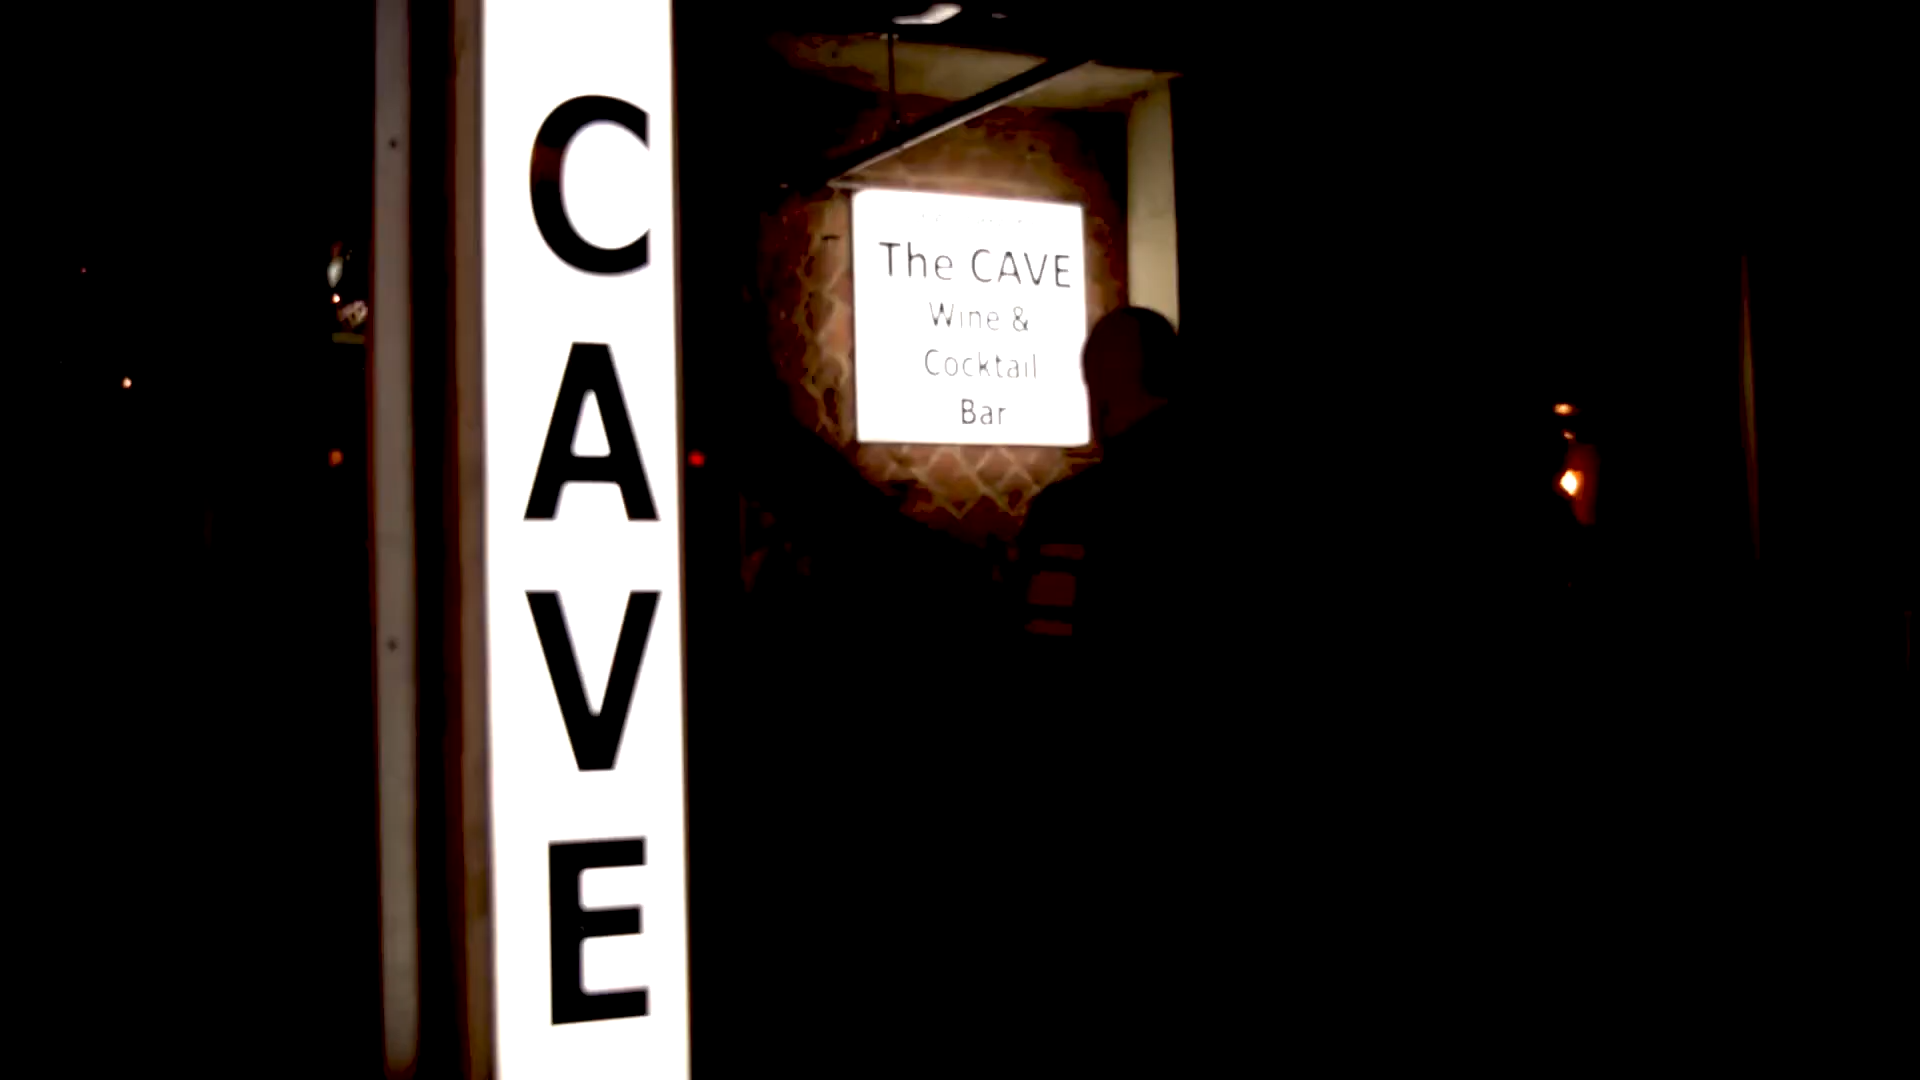 CAVE
The CAVE
Wine &
Cocktail
Bar